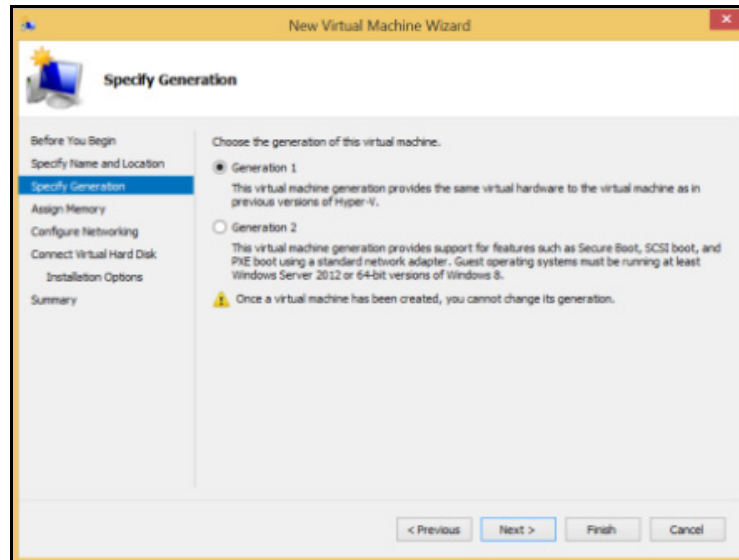 New Virtual Machine Wizard
Specify Generation
Before You Begin
Specify Name and Location
Specify Generation
Assign Memory
Configure Networking
Connect Virtual Hard Disk
Installation Options
Summary
Choose the generation of this virtual machine.
Generation 1
This virtual machine generation provides the same virtual hardware to the virtual machine as in
previous versions of Hyper-V.
Generation 2
This virtual machine generation provides support for features such as Secure Boot, SCSI boot, and
PXE boot using a standard network adapter. Guest operating systems must be running at least
Windows Server 2012 or 64-bit versions of Windows 8.
Once a virtual machine has been created, you cannot change its generation.
< Previous
Next >
Finish
Cancel